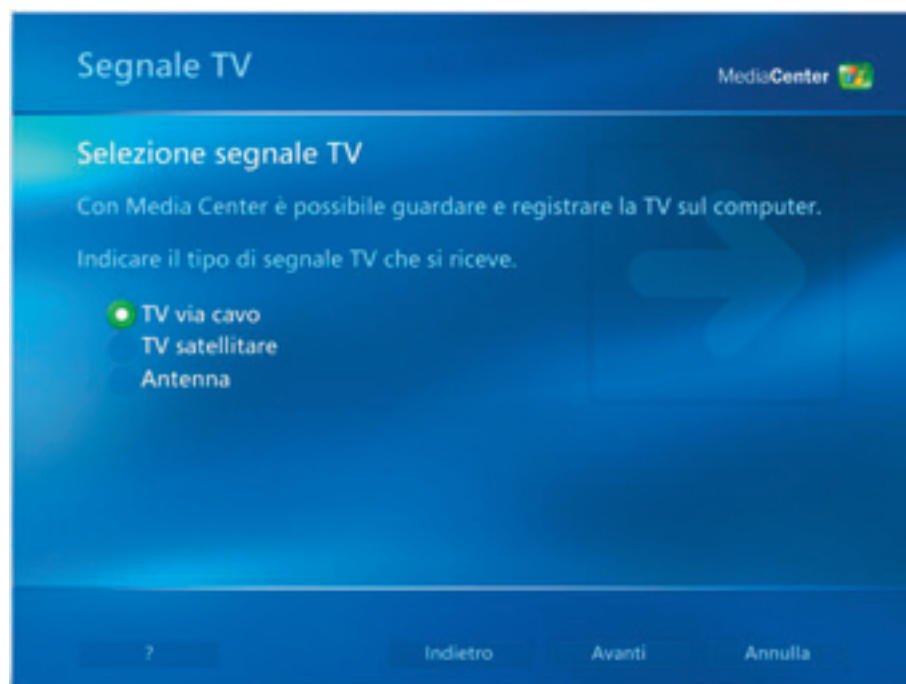 Segnale TV
MediaCenter
Selezione segnale TV
Con Media Center è possibile guardare e registrare la TV sul computer.
Indicare il tipo di segnale TV che si riceve.
TV via cavo
TV satellitare
Antenna
? Indietro Avanti Annulla